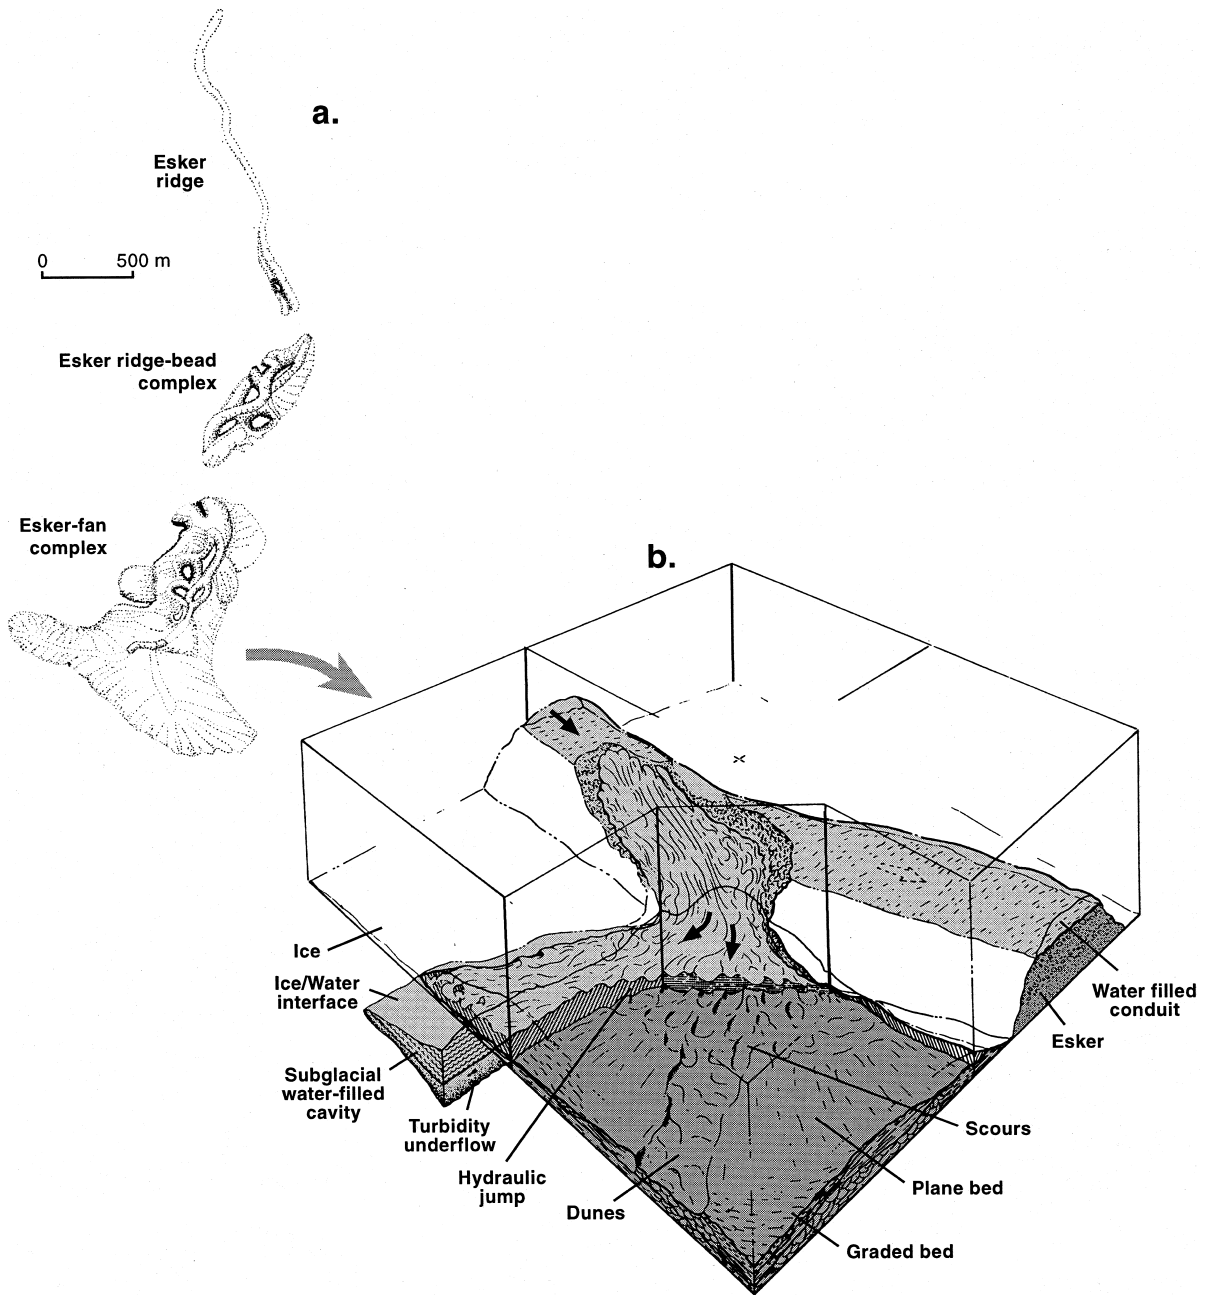 a.
Esker
ridge
0 500 m
Esker ridge-bead
complex
Esker-fan
complex
b.
Ice
Ice/Water
interface
Subglacial
water-filled
cavity
Turbidity
underflow
Hydraulic
jump
Dunes
Water filled
conduit
Esker
Scours
Plane bed
Graded bed